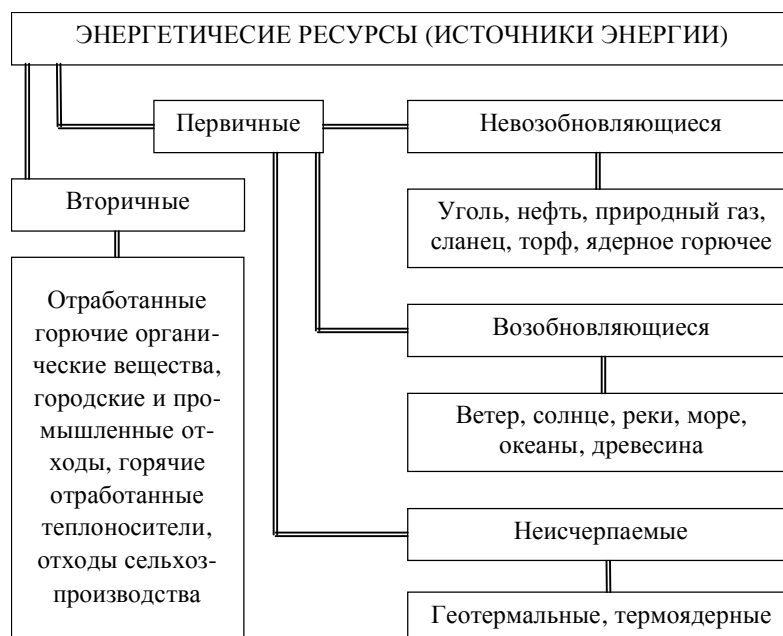 ЭНЕРГЕТИЧЕСИЕ РЕСУРСЫ (ИСТОЧНИКИ ЭНЕРГИИ)
Первичные
Невозобновляющиеся
Вторичные
Уголь, нефть, природный газ,
сланец, торф, ядерное горючее
Отработанные
горючие органи-
ческие вещества,
городские и про-
мышленные от-
ходы, горячие
отработанные
теплоносители,
отходы сельхоз-
производства
Возобновляющиеся
Ветер, солнце, реки, море,
океаны, древесина
Неисчерпаемые
Геотермальные, термоядерные